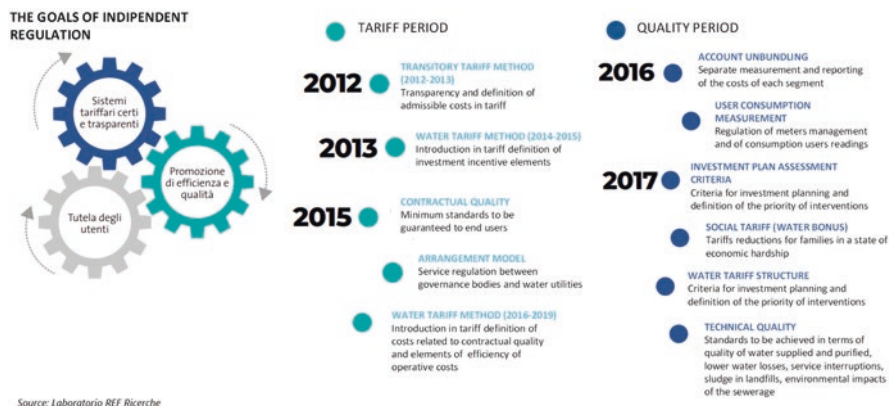 THE GOALS OF INDIPENDENT
REGULATION
Sistemi
tariffari certi
e trasparenti
Promozione
di efficienza e
qualità
Tutela degli
utenti
TARIFF PERIOD
2012
TRANSITORY TARIFF METHOD
(2012-2013)
Transparency and definition of
admissible costs in tariff
2013
WATER TARIFF METHOD (2014-2015)
Introduction in tariff definition of
investment incentive elements
2015
CONTRACTUAL QUALITY
Minimum standards to be
guaranteed to end users
ARRANGEMENT MODEL
Service regulation between
governance bodies and water utilities
WATER TARIFF METHOD (2016-2019)
Introduction in tariff definition of
costs related to contractual quality
and elements of efficiency of
operative costs
QUALITY PERIOD
2016
ACCOUNT UNBUNDLING
Separate measurement and reporting
of the costs of each segment
USER CONSUMPTION
MEASUREMENT
Regulation of meters management
and of consumption users readings
2017
INVESTMENT PLAN ASSESSMENT
CRITERIA
Criteria for investment planning and
definition of the priority of interventions
SOCIAL TARIFF (WATER BONUS)
Tariffs reductions for families in a state of
economic hardship
WATER TARIFF STRUCTURE
Criteria for investment planning and
definition of the priority of interventions
TECHNICAL QUALITY
Standards to be achieved in terms of
quality of water supplied and purified,
lower water losses, service interruptions,
sludge in landfills, environmental impacts
of the sewerage
Source: Laboratorio REF Ricerche